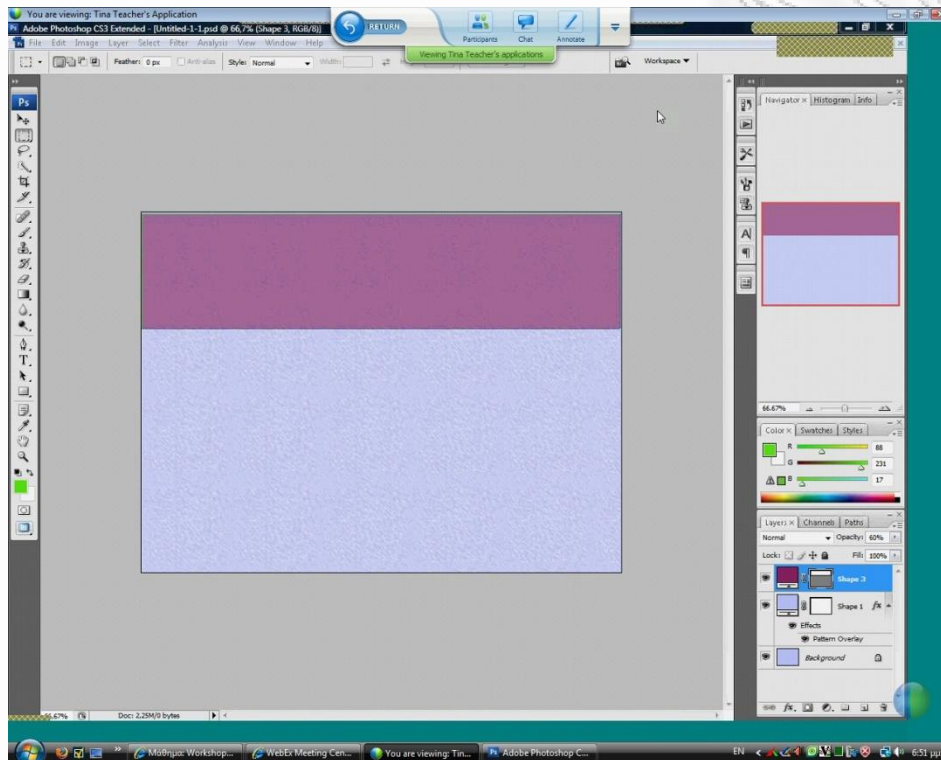 You are viewing: Tina Teacher's Application
Adobe Photoshop CS3 Extended - [Untitled-1-1.psd @ 66,7% (Shape 3, RGB/8)]
RETURN
Participants Chat Annotate
Viewing Tina Teacher's applications
File Edit Image Layer Select Filter Analysis View Window Help
Feather: 0 px Anti-alias Style: Normal Width:
Workspace
Ps
Navigator Histogram Info
66.67%
Color Swatches Styles
R 88
G 231
B 17
Layers Channels Paths
Normal Opacity: 60%
Lock: Fill: 100%
Shape 3
Shape 1 fx
Effects
Pattern Overlay
Background
66.67% Doc: 2,25M/0 bytes
Μάθημα: Workshop... WebEx Meeting Cen... You are viewing: Tin... Adobe Photoshop C... EN 6:51 μμ